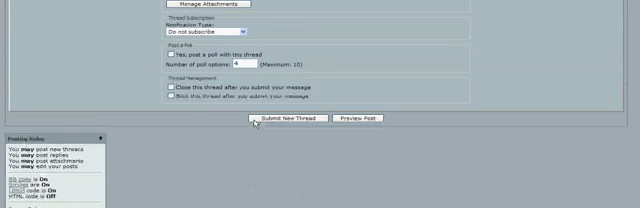 Manage Attachments
Thread Subscription
Notification Type:
Do not subscribe
Post a Poll
Yes, post a poll with this thread
Number of poll options: 4 (Maximum: 10)
Thread Management
Close this thread after you submit your message
Stick this thread after you submit your message
Submit New Thread Preview Post
Posting Rules
You may post new threads
You may post replies
You may post attachments
You may edit your posts
BB code is On
Smilies are On
[IMG] code is On
HTML code is Off